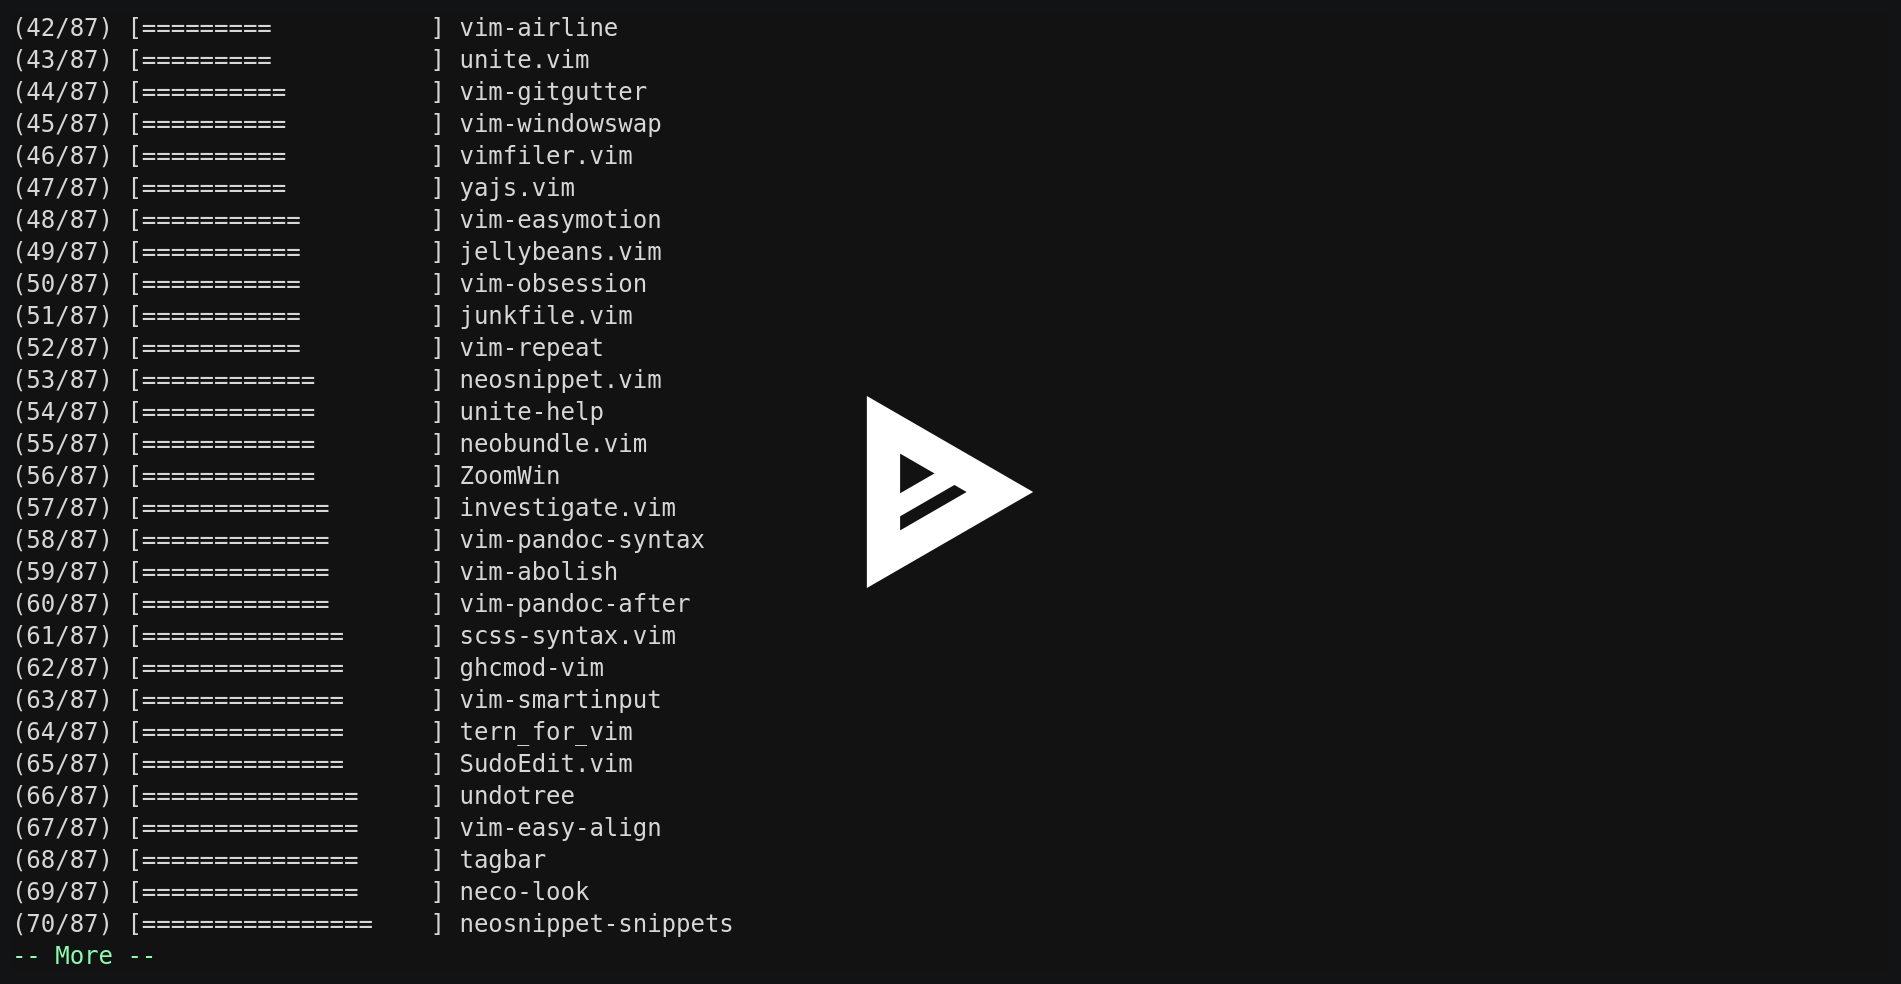 (42/87) [=========           ] vim-airline
(43/87) [=========           ] unite.vim
(44/87) [==========          ] vim-gitgutter
(45/87) [==========          ] vim-windowswap
(46/87) [==========          ] vimfiler.vim
(47/87) [==========          ] yajs.vim
(48/87) [===========         ] vim-easymotion
(49/87) [===========         ] jellybeans.vim
(50/87) [===========         ] vim-obsession
(51/87) [===========         ] junkfile.vim
(52/87) [===========         ] vim-repeat
(53/87) [============        ] neosnippet.vim
(54/87) [============        ] unite-help
(55/87) [============        ] neobundle.vim
(56/87) [============        ] ZoomWin
(57/87) [=============       ] investigate.vim
(58/87) [=============       ] vim-pandoc-syntax
(59/87) [=============       ] vim-abolish
(60/87) [=============       ] vim-pandoc-after
(61/87) [==============      ] scss-syntax.vim
(62/87) [==============      ] ghcmod-vim
(63/87) [==============      ] vim-smartinput
(64/87) [==============      ] tern_for_vim
(65/87) [==============      ] SudoEdit.vim
(66/87) [===============     ] undotree
(67/87) [===============     ] vim-easy-align
(68/87) [===============     ] tagbar
(69/87) [===============     ] neco-look
(70/87) [================    ] neosnippet-snippets
-- More --